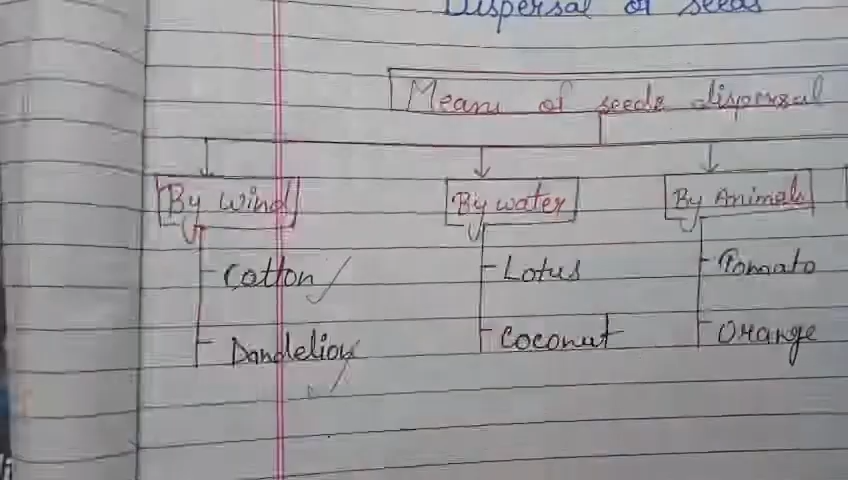 Dispersal of seeds
Means of seeds dispersal
By Wind
By water
By Animals
Cotton
Lotus
Tomato
Dandelion
Coconut
Orange